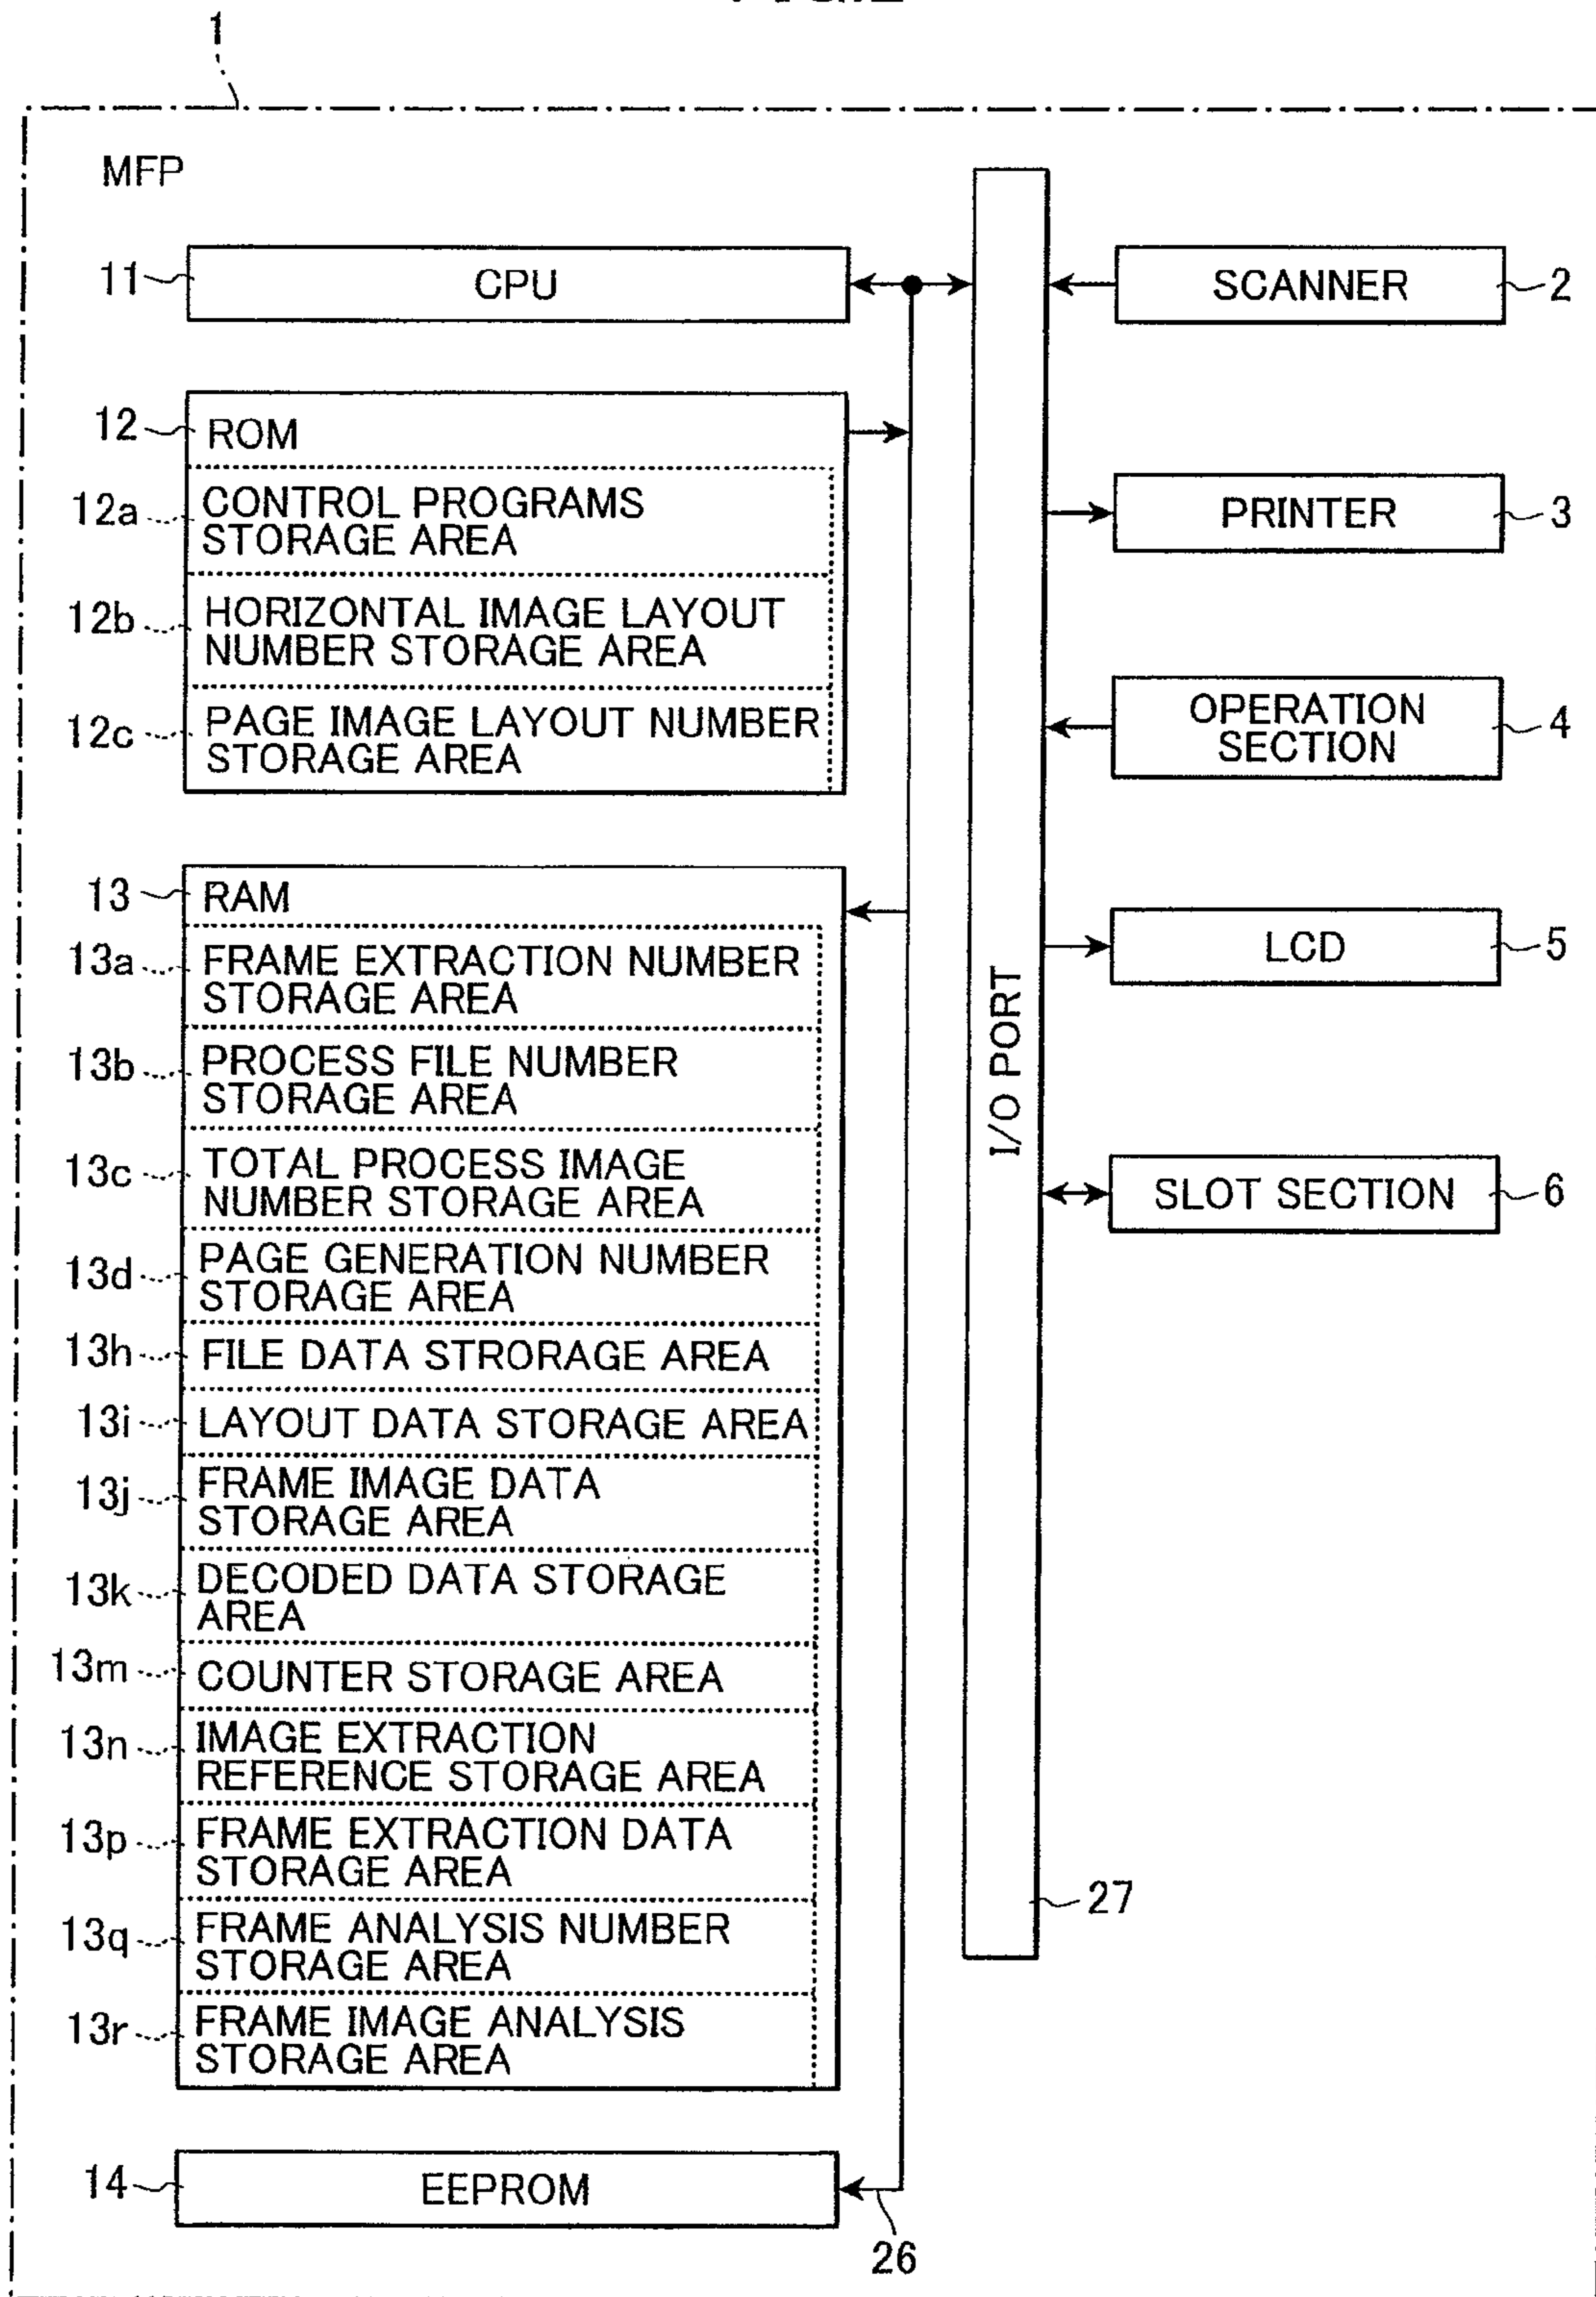 1
MFP
11
CPU
SCANNER
2
12
ROM
12a
CONTROL PROGRAMS
STORAGE AREA
PRINTER
3
12b
HORIZONTAL IMAGE LAYOUT
NUMBER STORAGE AREA
12c
PAGE IMAGE LAYOUT NUMBER
STORAGE AREA
OPERATION
SECTION
4
13
RAM
13a
FRAME EXTRACTION NUMBER
STORAGE AREA
LCD
5
I/O PORT
13b
PROCESS FILE NUMBER
STORAGE AREA
13c
TOTAL PROCESS IMAGE
NUMBER STORAGE AREA
SLOT SECTION
6
13d
PAGE GENERATION NUMBER
STORAGE AREA
13h
FILE DATA STRORAGE AREA
13i
LAYOUT DATA STORAGE AREA
13j
FRAME IMAGE DATA
STORAGE AREA
13k
DECODED DATA STORAGE
AREA
13m
COUNTER STORAGE AREA
13n
IMAGE EXTRACTION
REFERENCE STORAGE AREA
13p
FRAME EXTRACTION DATA
STORAGE AREA
27
13q
FRAME ANALYSIS NUMBER
STORAGE AREA
13r
FRAME IMAGE ANALYSIS
STORAGE AREA
14
EEPROM
26